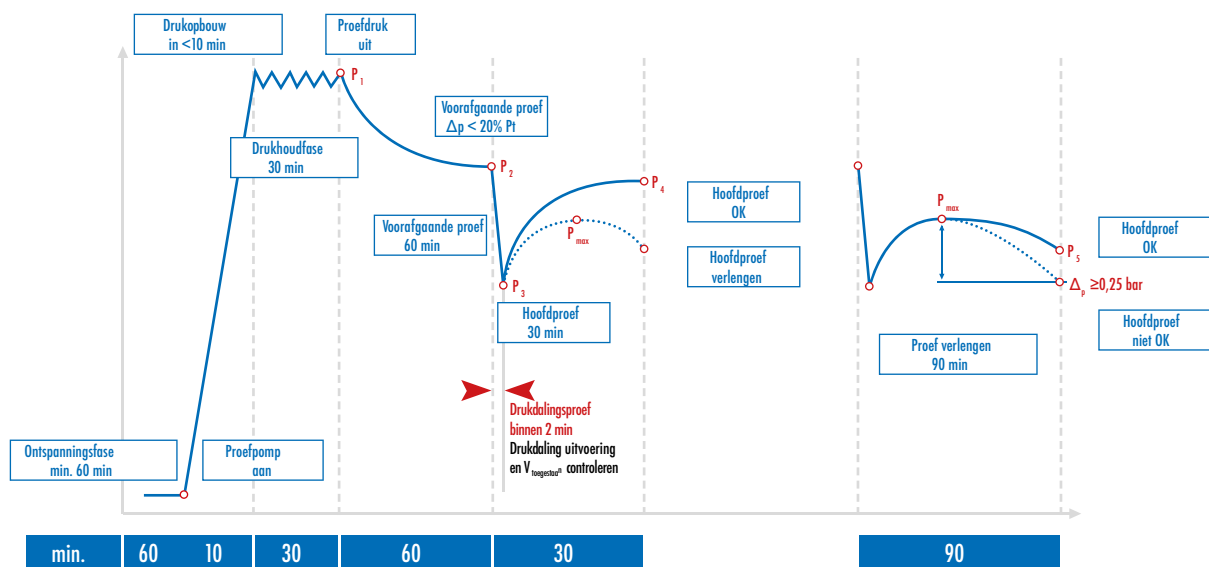 Drukopbouw
in <10 min
Proefdruk
uit
P1
Voorafgaande proef
Δp < 20% Pt
Drukhoudfase
30 min
P2
P4
Hoofdproef
OK
Pmax
Hoofdproef
OK
Voorafgaande proef
60 min
Pmax
Hoofdproef
verlengen
P5
P3
Δp ≥0,25 bar
Hoofdproef
30 min
Hoofdproef
niet OK
Proef verlengen
90 min
Drukdalingsproef
binnen 2 min
Drukdaling uitvoering
en Vtoegestaan controleren
Ontspanningsfase
min. 60 min
Proefpomp
aan
min. 60 10 30 60 30 90